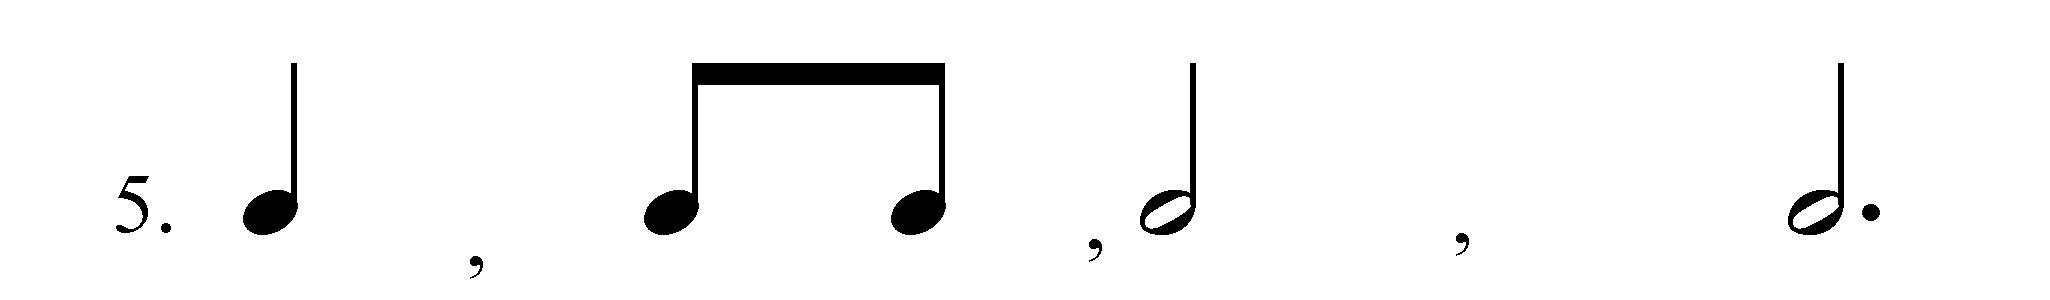 5. , , ,